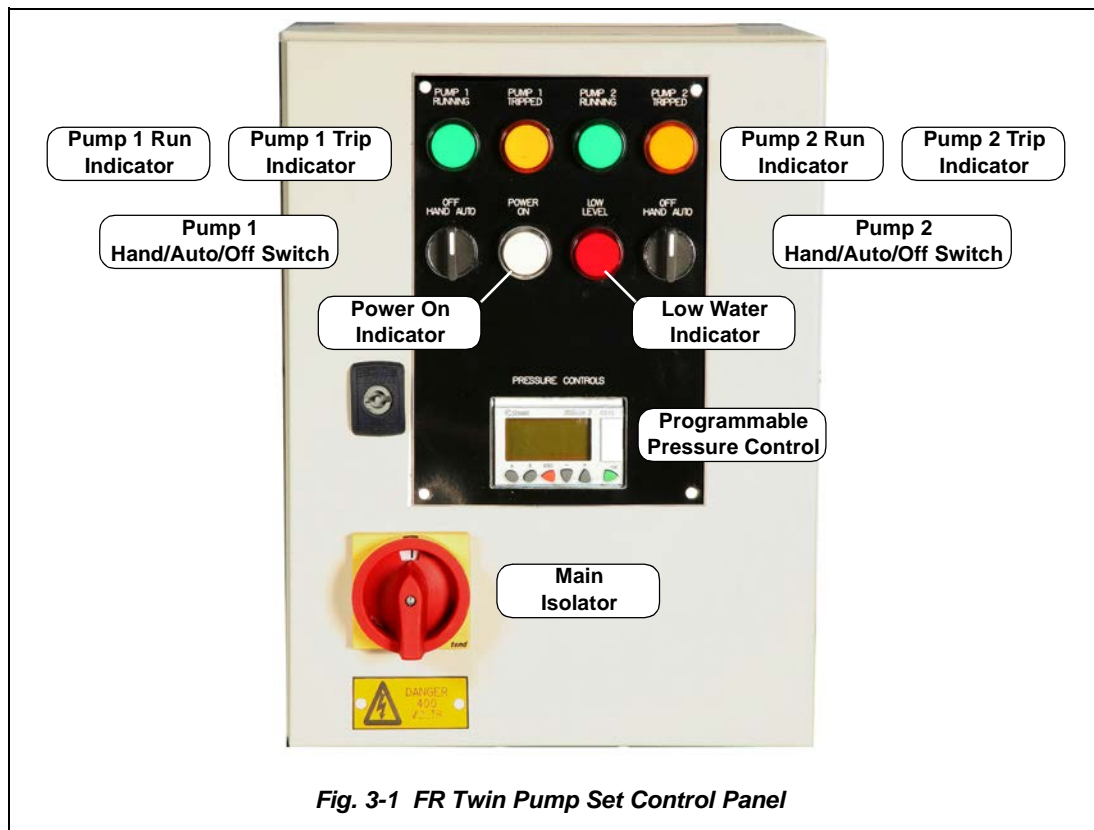 PUMP 1
RUNNING
PUMP 1
TRIPPED
PUMP 2
RUNNING
PUMP 2
TRIPPED
Pump 1 Run
Indicator
Pump 1 Trip
Indicator
Pump 2 Run
Indicator
Pump 2 Trip
Indicator
OFF
HAND AUTO
POWER
ON
LOW
LEVEL
OFF
HAND AUTO
Pump 1
Hand/Auto/Off Switch
Pump 2
Hand/Auto/Off Switch
Power On
Indicator
Low Water
Indicator
PRESSURE CONTROLS
Programmable
Pressure Control
Main
Isolator
tend
DANGER
400
VOLTS
Fig. 3-1 FR Twin Pump Set Control Panel